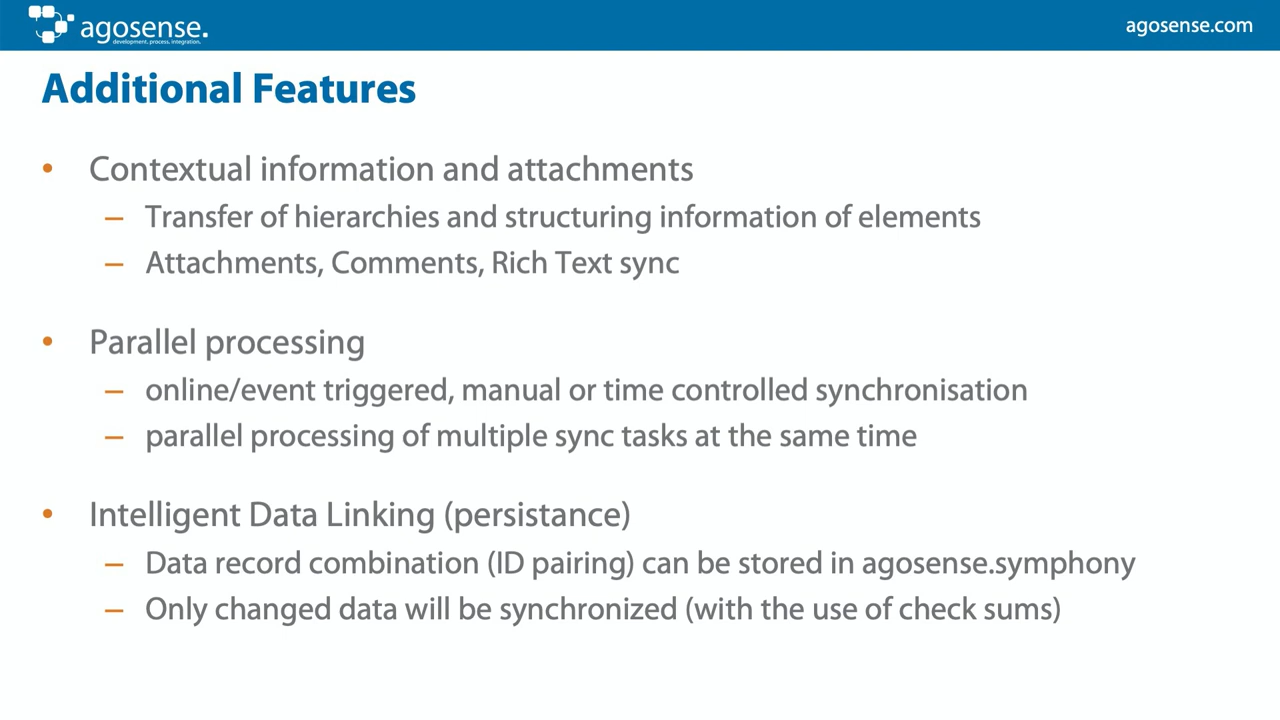 agosense.
development. process. integration.
agosense.com
Additional Features
• Contextual information and attachments
– Transfer of hierarchies and structuring information of elements
– Attachments, Comments, Rich Text sync
• Parallel processing
– online/event triggered, manual or time controlled synchronisation
– parallel processing of multiple sync tasks at the same time
• Intelligent Data Linking (persistance)
– Data record combination (ID pairing) can be stored in agosense.symphony
– Only changed data will be synchronized (with the use of check sums)